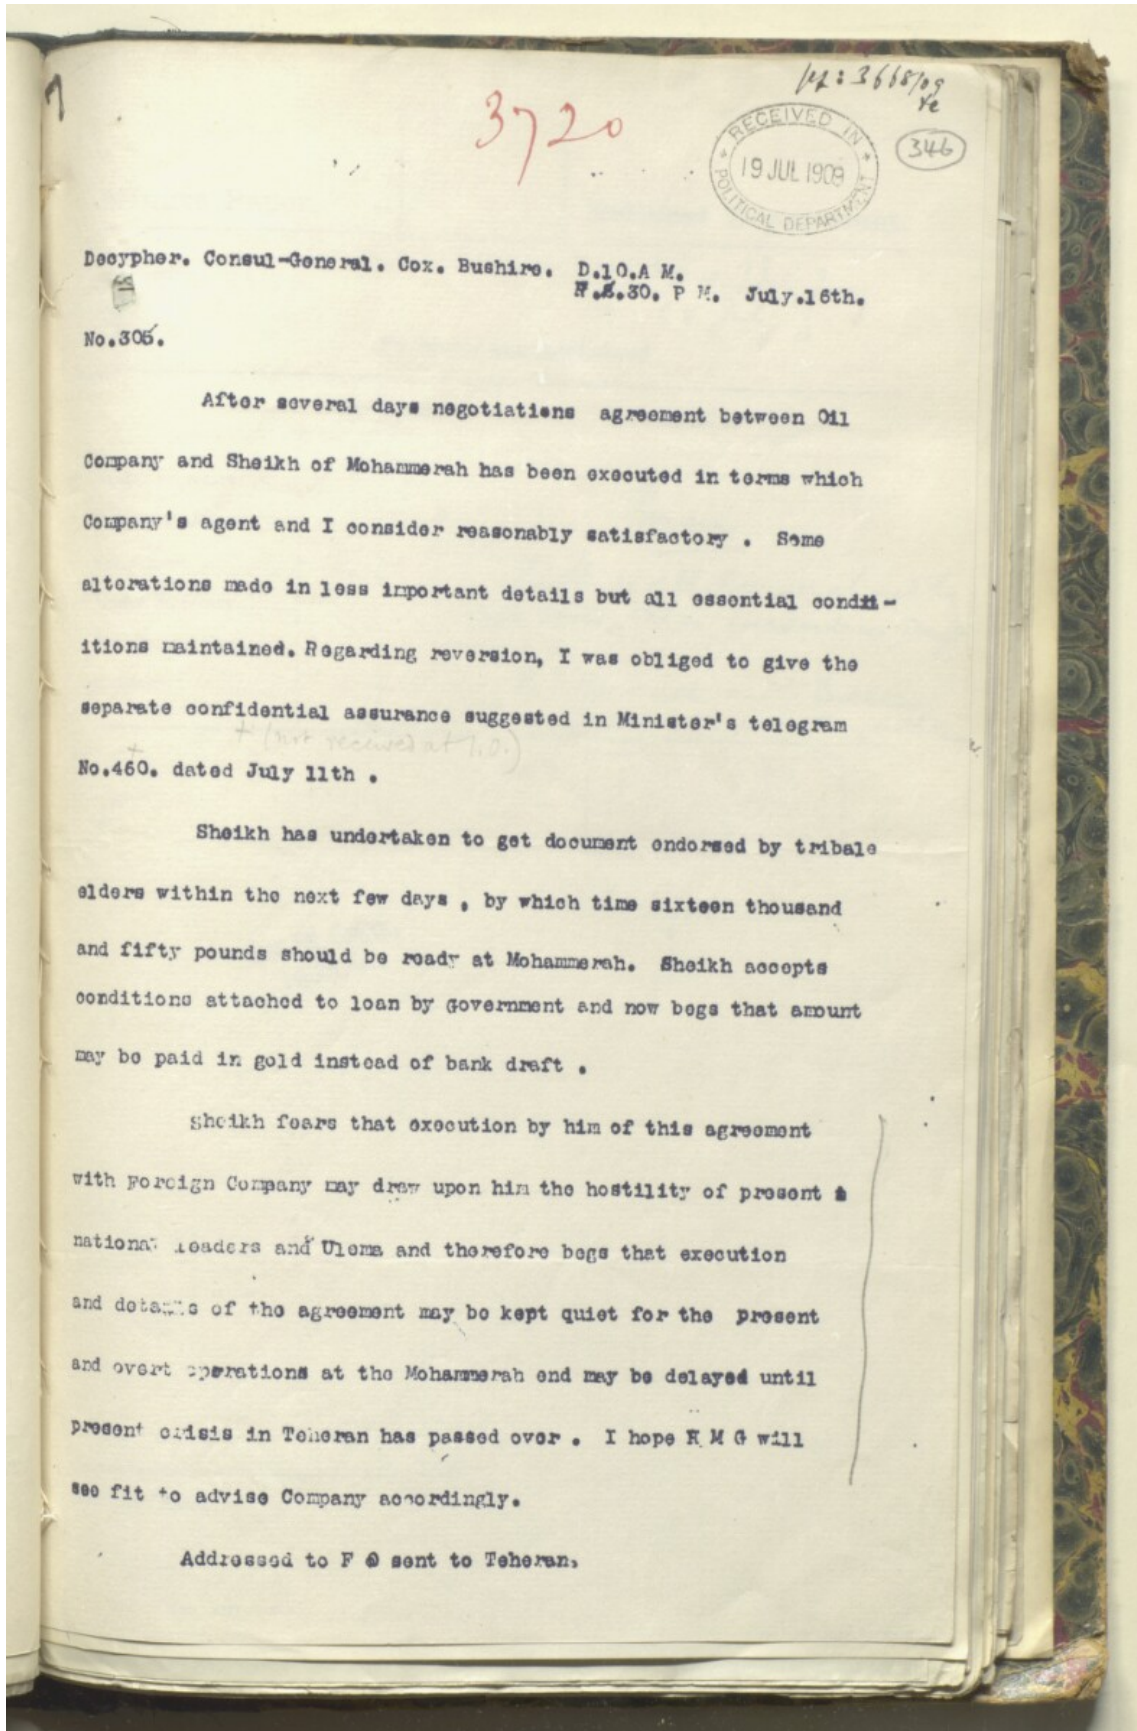 3720
RECEIVED IN
19 JUL 1909
POLITICAL DEPARTMENT
346
Decypher. Consul-General. Cox. Bushire. D.10.A M.
.30. P M. July.16th.
No.305.
After several days negotiations agreement between Oil
Company and Sheikh of Mohammerah has been executed in terms which
Company's agent and I consider reasonably satisfactory . Some
alterations made in less important details but all essential condit-
itions maintained. Regarding reversion, I was obliged to give the
separate confidential assurance suggested in Minister's telegram
+ (not received at I.O.)
No.460. dated July 11th .
Sheikh has undertaken to get document endorsed by tribale
elders within the next few days , by which time sixteen thousand
and fifty pounds should be ready at Mohammerah. Sheikh accepts
conditions attached to loan by Government and now begs that amount
may be paid in gold instead of bank draft .
Sheikh fears that execution by him of this agreement
with Foreign Company may draw upon him the hostility of present
national leaders and Ulema and therefore begs that execution
and details of the agreement may be kept quiet for the present
and overt operations at the Mohammerah end may be delayed until
present crisis in Teheran has passed over . I hope H M G will
see fit to advise Company accordingly.
Addressed to F O sent to Teheran.